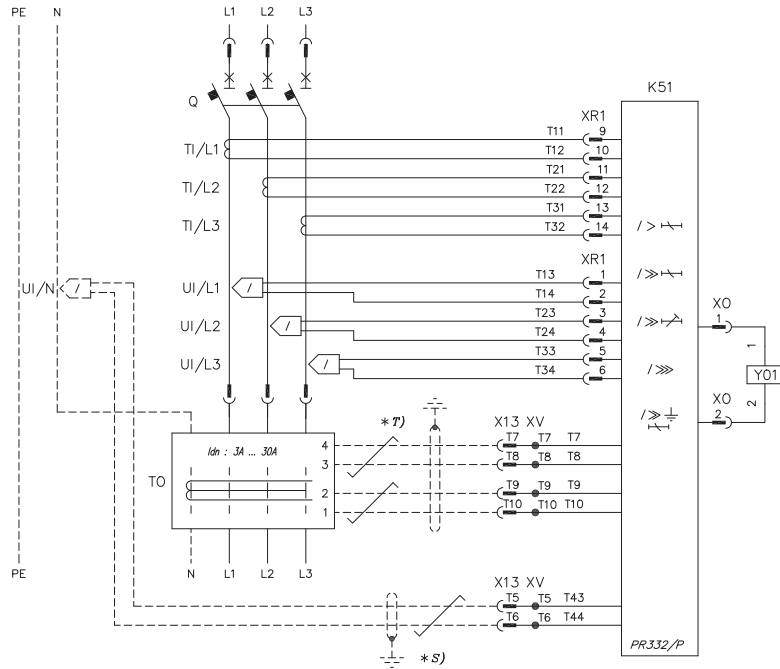 PE N L1 L2 L3
K51
Q
XR1
T11 9
TI/L1 T12 10
T21 11
TI/L2 T22 12
T31 13
TI/L3 T32 14
/>
XR1
UI/N / UI/L1 / T13 1 />>
T14 2
UI/L2 / T23 3 />> XO 1
T24 4
UI/L3 / T33 5 />>>
T34 6
1
Y01
2
XO
2
/>>
*T) X13 XV
Idn : 3A ... 30A 4 T7 T7 T7
3 T8 T8 T8
TO 2 T9 T9 T9
1 T10 T10 T10
PE N L1 L2 L3
X13 XV
T5 T5 T43
T6 T6 T44
*S)
PR332/P